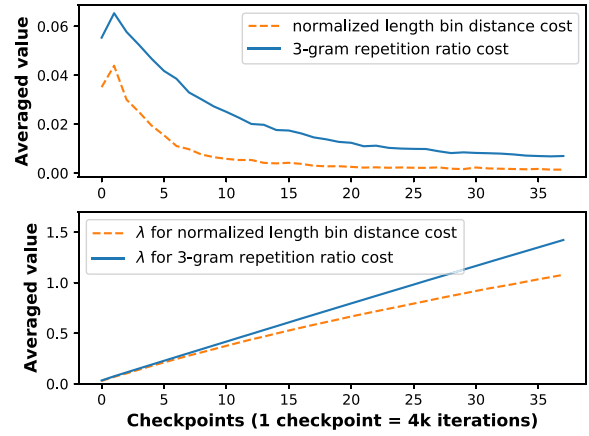 normalized length bin distance cost
3-gram repetition ratio cost
Averaged value
0.06
0.04
0.02
0.00
0 5 10 15 20 25 30 35
λ for normalized length bin distance cost
λ for 3-gram repetition ratio cost
Averaged value
1.5
1.0
0.5
0.0
0 5 10 15 20 25 30 35
Checkpoints (1 checkpoint = 4k iterations)